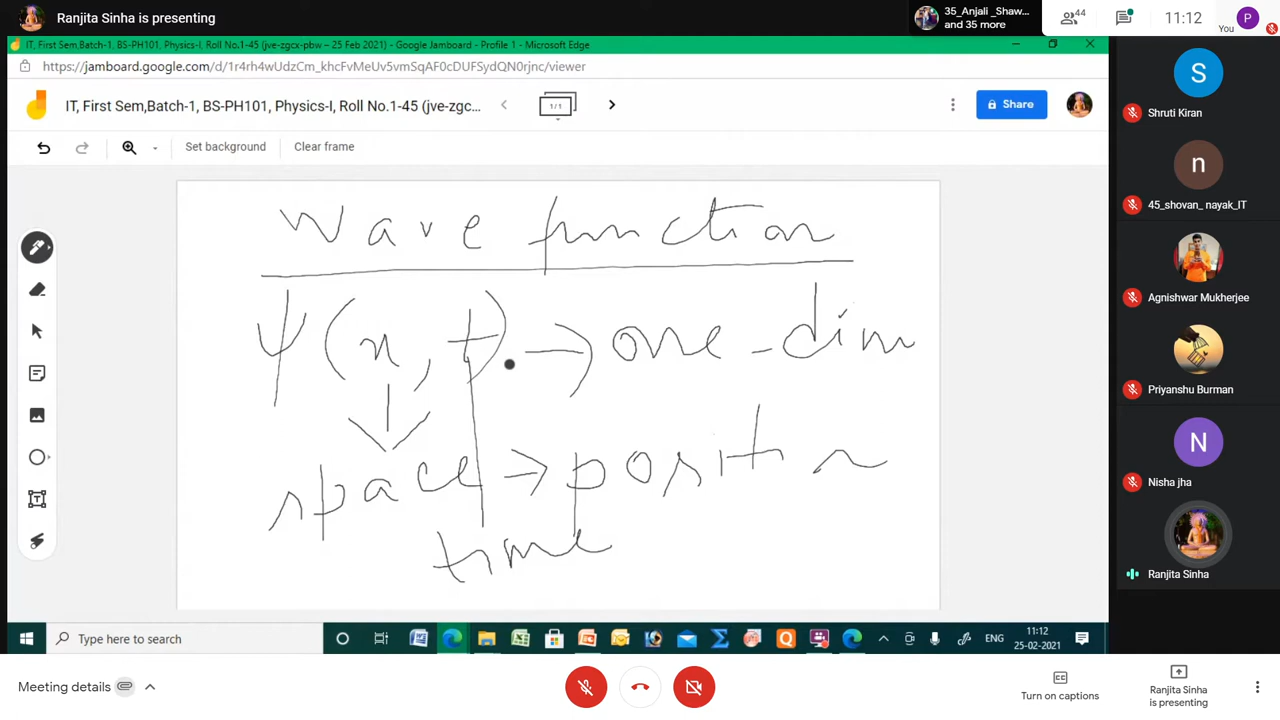 Ranjita Sinha is presenting
35_Anjali _Shaw...
and 35 more
44
11:12
P
You
IT, First Sem,Batch-1, BS-PH101, Physics-I, Roll No.1-45 (jve-zgcx-pbw – 25 Feb 2021) - Google Jamboard - Profile 1 - Microsoft Edge
https://jamboard.google.com/d/1r4rh4wUdzCm_khcFvMeUv5vmSqAF0cDUFSydQN0rjnc/viewer
IT, First Sem,Batch-1, BS-PH101, Physics-I, Roll No.1-45 (jve-zgc...
1/1
Share
Set background
Clear frame
Wave function
ψ(x, t) → one-dim
space → position
time
S
Shruti Kiran
n
45_shovan_ nayak_IT
Agnishwar Mukherjee
Priyanshu Burman
N
Nisha jha
Ranjita Sinha
Type here to search
ENG
11:12
25-02-2021
Meeting details
Turn on captions
Ranjita Sinha
is presenting